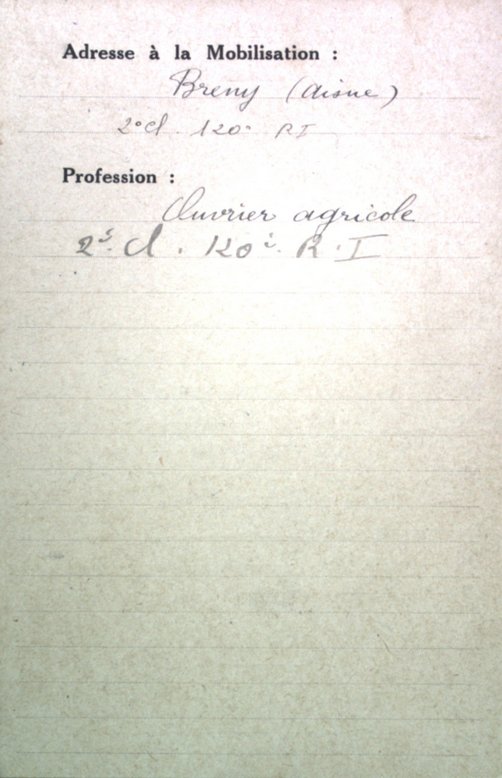 Adresse à la Mobilisation :
Breny (Aisne)
2e cl. 120e RI
Profession :
Ouvrier agricole
2e. cl. 120e R.I